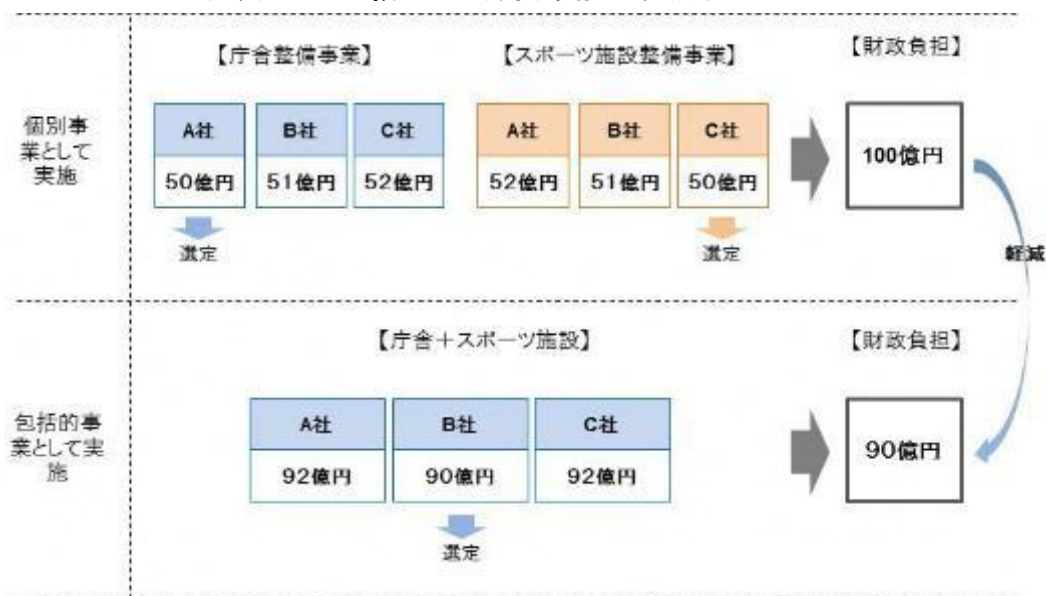 【庁舎整備事業】 【スポーツ施設整備事業】 【財政負担】
個別事
業として
実施
A社 B社 C社 A社 B社 C社
50億円 51億円 52億円 52億円 51億円 50億円
100億円
選定 選定
軽減
【庁舎+スポーツ施設】 【財政負担】
包括的事
業として実
施
A社 B社 C社
92億円 90億円 92億円
90億円
選定